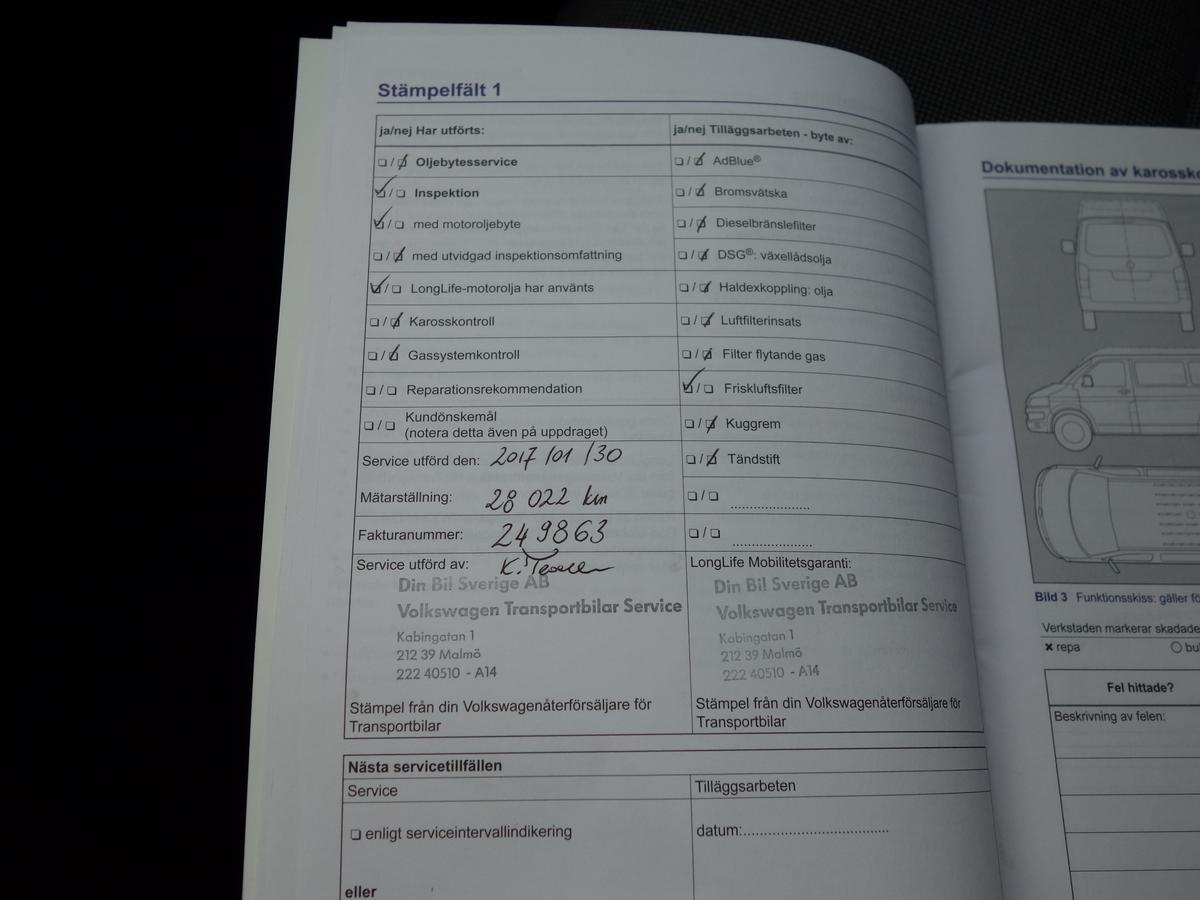 Stämpelfält 1
ja/nej Har utförts:
ja/nej Tilläggsarbeten - byte av:
Oljebytesservice
Inspektion
med motoroljebyte
med utvidgad inspektionsomfattning
LongLife-motorolja har använts
Karosskontroll
Gassystemkontroll
Reparationsrekommendation
Kundönskemål
(notera detta även på uppdraget)
Service utförd den: 2017/01/30
Mätarställning: 28 022 km
Fakturanummer: 249863
Service utförd av: K.
Din Bil Sverige AB
Volkswagen Transportbilar Service
Kabingatan 1
212 39 Malmö
222 40510 - A14
Stämpel från din Volkswagenåterförsäljare för
Transportbilar
AdBlue®
Bromsvätska
Dieselbränslefilter
DSG®: växellådsolja
Haldexkoppling: olja
Luftfilterinsats
Filter flytande gas
Friskluftsfilter
Kuggrem
Tändstift
LongLife Mobilitetsgaranti:
Din Bil Sverige AB
Volkswagen Transportbilar Service
Kabingatan 1
212 39 Malmö
222 40510 - A14
Stämpel från din Volkswagenåterförsäljare för
Transportbilar
Nästa servicetillfällen
Service
Tilläggsarbeten
enligt serviceintervallindikering
datum:
eller
Dokumentation av
Bild 3 Funktionsskiss: gäller
Verkstaden markerar
repa
Fel hittade?
Beskrivning av felen: